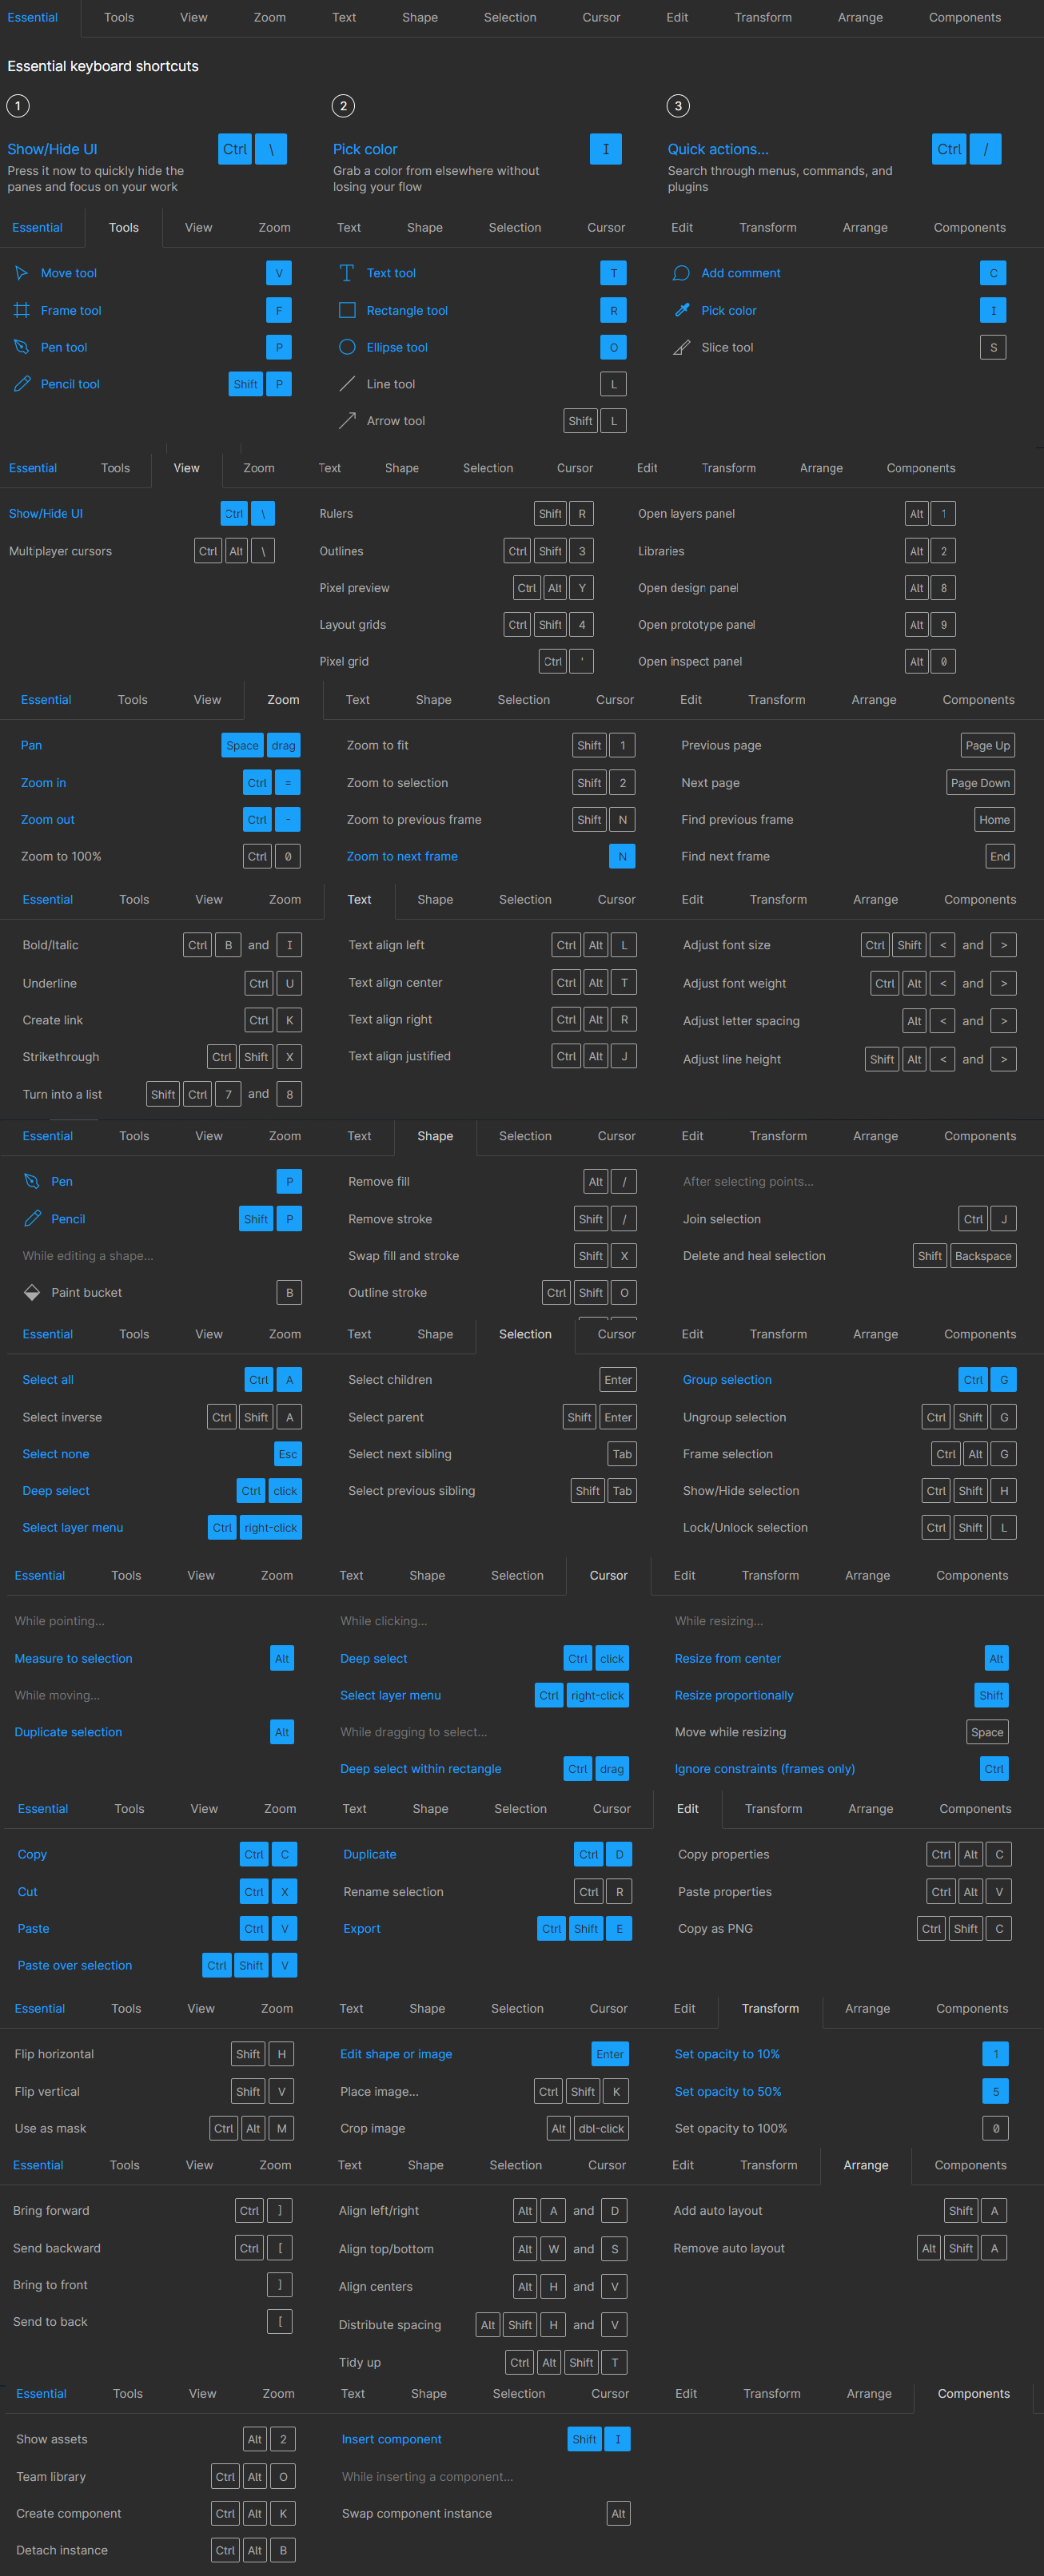 Essential Tools View Zoom Text Shape Selection Cursor Edit Transform Arrange Components
Essential keyboard shortcuts
1 2 3
Show/Hide UI Ctrl \ Pick color I Quick actions... Ctrl /
Press it now to quickly hide the Grab a color from elsewhere without Search through menus, commands, and
panes and focus on your work losing your flow plugins
Essential Tools View Zoom Text Shape Selection Cursor Edit Transform Arrange Components
Move tool V Text tool T Add comment C
Frame tool F Rectangle tool R Pick color I
Pen tool P Ellipse tool O Slice tool S
Pencil tool Shift P Line tool L
Arrow tool Shift L
Essential Tools View Zoom Text Shape Selection Cursor Edit Transform Arrange Components
Show/Hide UI Ctrl \ Rulers Shift R Open layers panel Alt 1
Multiplayer cursors Ctrl Alt \ Outlines Ctrl Shift 3 Libraries Alt 2
Pixel preview Ctrl Alt Y Open design panel Alt 8
Layout grids Ctrl Shift 4 Open prototype panel Alt 9
Pixel grid Ctrl ' Open inspect panel Alt 0
Essential Tools View Zoom Text Shape Selection Cursor Edit Transform Arrange Components
Pan Space drag Zoom to fit Shift 1 Previous page Page Up
Zoom in Ctrl = Zoom to selection Shift 2 Next page Page Down
Zoom out Ctrl - Zoom to previous frame Shift N Find previous frame Home
Zoom to 100% Ctrl 0 Zoom to next frame N Find next frame End
Essential Tools View Zoom Text Shape Selection Cursor Edit Transform Arrange Components
Bold/Italic Ctrl B and I Text align left Ctrl Alt L Adjust font size Ctrl Shift < and >
Underline Ctrl U Text align center Ctrl Alt T Adjust font weight Ctrl Alt < and >
Create link Ctrl K Text align right Ctrl Alt R Adjust letter spacing Alt < and >
Strikethrough Ctrl Shift X Text align justified Ctrl Alt J Adjust line height Shift Alt < and >
Turn into a list Shift Ctrl 7 and 8
Essential Tools View Zoom Text Shape Selection Cursor Edit Transform Arrange Components
Pen P Remove fill Alt / After selecting points...
Pencil Shift P Remove stroke Shift / Join selection Ctrl J
While editing a shape... Swap fill and stroke Shift X Delete and heal selection Shift Backspace
Paint bucket B Outline stroke Ctrl Shift O
Essential Tools View Zoom Text Shape Selection Cursor Edit Transform Arrange Components
Select all Ctrl A Select children Enter Group selection Ctrl G
Select inverse Ctrl Shift A Select parent Shift Enter Ungroup selection Ctrl Shift G
Select none Esc Select next sibling Tab Frame selection Ctrl Alt G
Deep select Ctrl click Select previous sibling Shift Tab Show/Hide selection Ctrl Shift H
Select layer menu Ctrl right-click Lock/Unlock selection Ctrl Shift L
Essential Tools View Zoom Text Shape Selection Cursor Edit Transform Arrange Components
While pointing... While clicking... While resizing...
Measure to selection Alt Deep select Ctrl click Resize from center Alt
While moving... Select layer menu Ctrl right-click Resize proportionally Shift
Duplicate selection Alt While dragging to select... Move while resizing Space
Deep select within rectangle Ctrl drag Ignore constraints (frames only) Ctrl
Essential Tools View Zoom Text Shape Selection Cursor Edit Transform Arrange Components
Copy Ctrl C Duplicate Ctrl D Copy properties Ctrl Alt C
Cut Ctrl X Rename selection Ctrl R Paste properties Ctrl Alt V
Paste Ctrl V Export Ctrl Shift E Copy as PNG Ctrl Shift C
Paste over selection Ctrl Shift V
Essential Tools View Zoom Text Shape Selection Cursor Edit Transform Arrange Components
Flip horizontal Shift H Edit shape or image Enter Set opacity to 10% 1
Flip vertical Shift V Place image... Ctrl Shift K Set opacity to 50% 5
Use as mask Ctrl Alt M Crop image Alt dbl-click Set opacity to 100% 0
Essential Tools View Zoom Text Shape Selection Cursor Edit Transform Arrange Components
Bring forward Ctrl ] Align left/right Alt A and D Add auto layout Shift A
Send backward Ctrl [ Align top/bottom Alt W and S Remove auto layout Alt Shift A
Bring to front ] Align centers Alt H and V
Send to back [ Distribute spacing Alt Shift H and V
Tidy up Ctrl Alt Shift T
Essential Tools View Zoom Text Shape Selection Cursor Edit Transform Arrange Components
Show assets Alt 2 Insert component Shift I
Team library Ctrl Alt O While inserting a component...
Create component Ctrl Alt K Swap component instance Alt
Detach instance Ctrl Alt B